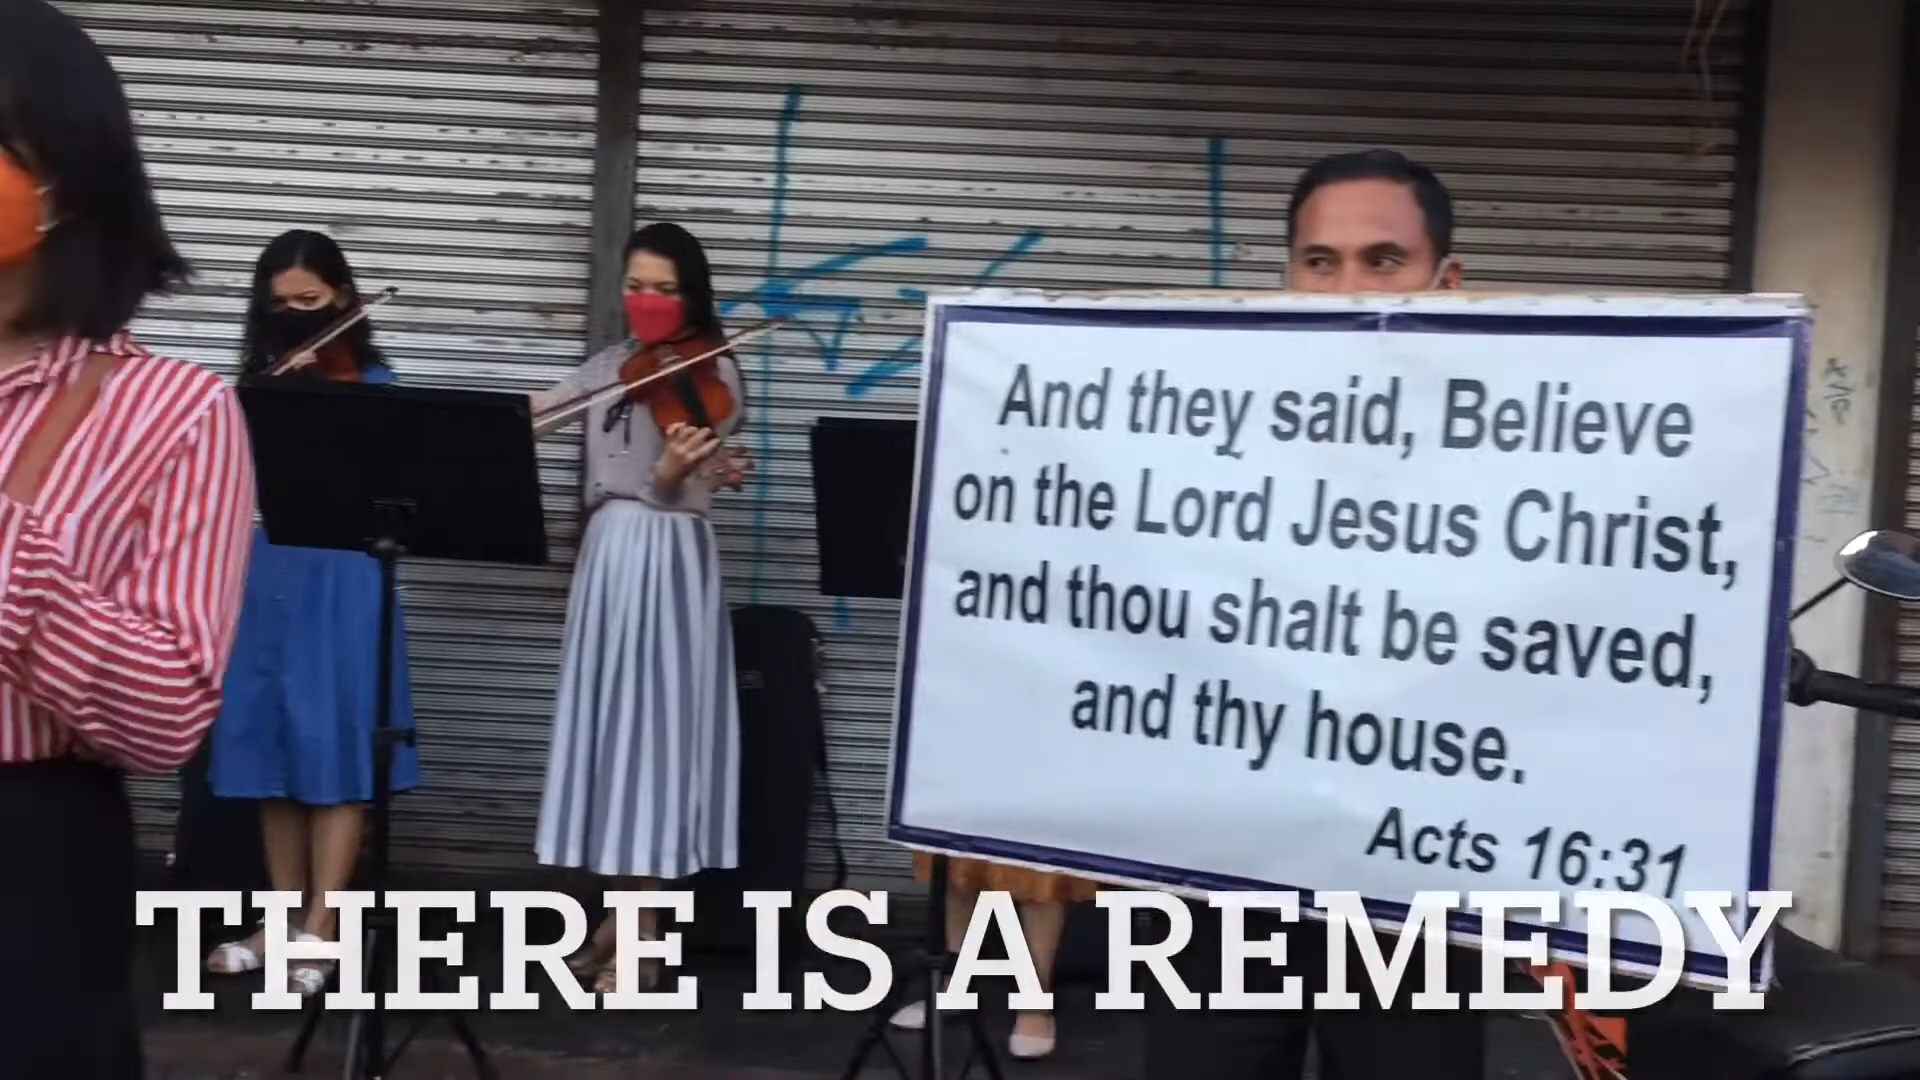 And they said, Believe
on the Lord Jesus Christ,
and thou shalt be saved,
and thy house.
Acts 16:31
THERE IS A REMEDY